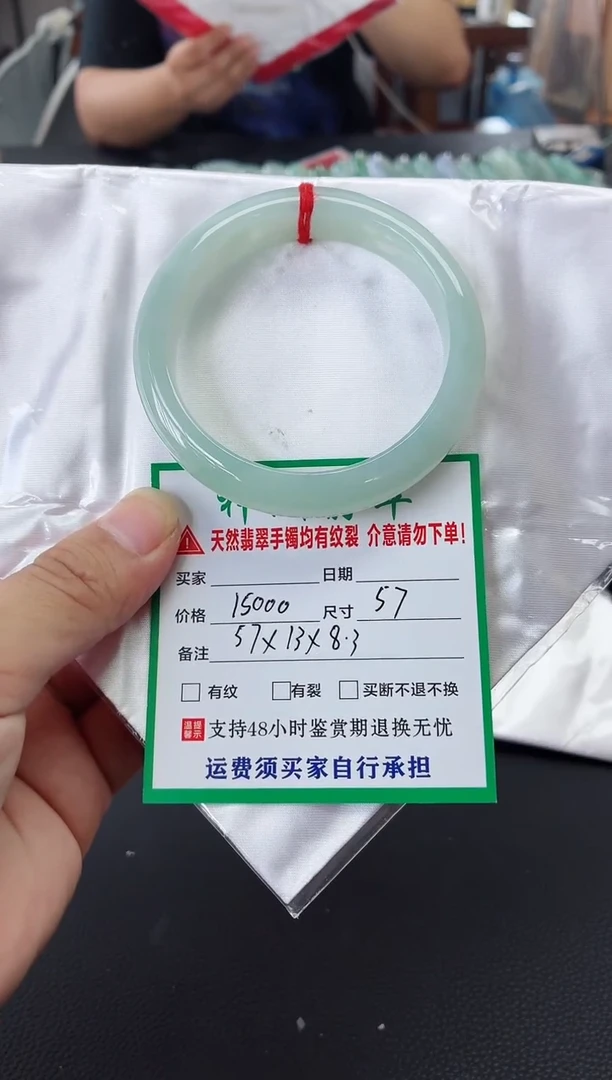 天然翡翠手镯均有纹裂 介意请勿下单!
买家 日期
价格 15000 尺寸 57
备注 57×13×8.3
□ 有纹 □有裂 □ 买断不退不换
温馨提示 支持48小时鉴赏期退换无忧
运费须买家自行承担